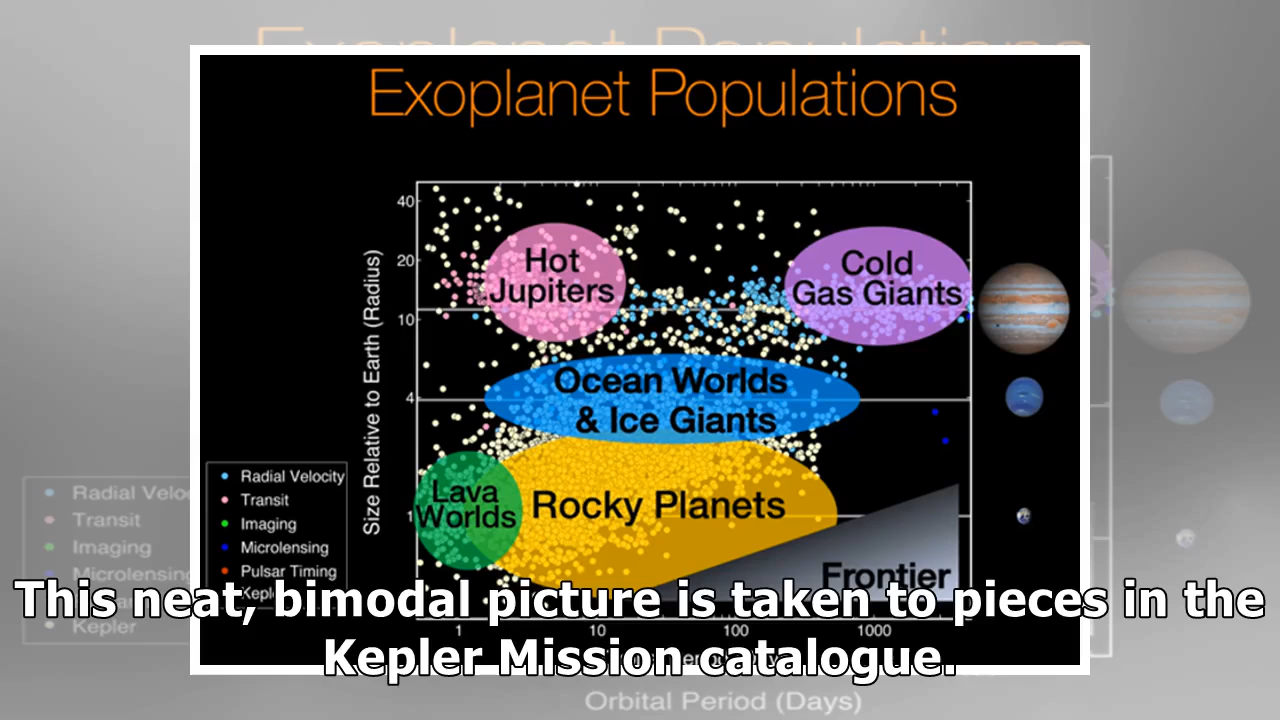 Exoplanet Populations
40
20
10
4
1
Size Relative to Earth (Radius)
Hot
Jupiters
Cold
Gas Giants
Ocean Worlds
& Ice Giants
Lava
Worlds
Rocky Planets
Frontier
Radial Velocity
Transit
Imaging
Microlensing
Pulsar Timing
Kepler
This neat, bimodal picture is taken to pieces in the
1 10 100 1000
Kepler Mission catalogue.
Orbital Period (Days)